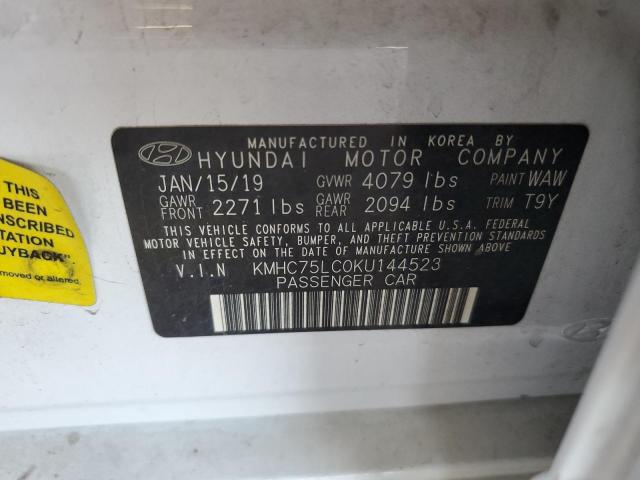 MANUFACTURED IN KOREA BY
HYUNDAI MOTOR COMPANY
JAN/15/19 GVWR 4079 lbs PAINT WAW
GAWR FRONT 2271 lbs GAWR REAR 2094 lbs TRIM T9Y
THIS VEHICLE CONFORMS TO ALL APPLICABLE U.S.A. FEDERAL
MOTOR VEHICLE SAFETY, BUMPER, AND THEFT PREVENTION STANDARDS
IN EFFECT ON THE DATE OF MANUFACTURE SHOWN ABOVE.
V.I.N KMHC75LC0KU144523
PASSENGER CAR
THIS
BEEN
NSCRIBED
TATION
UYBACK".
moved or altered